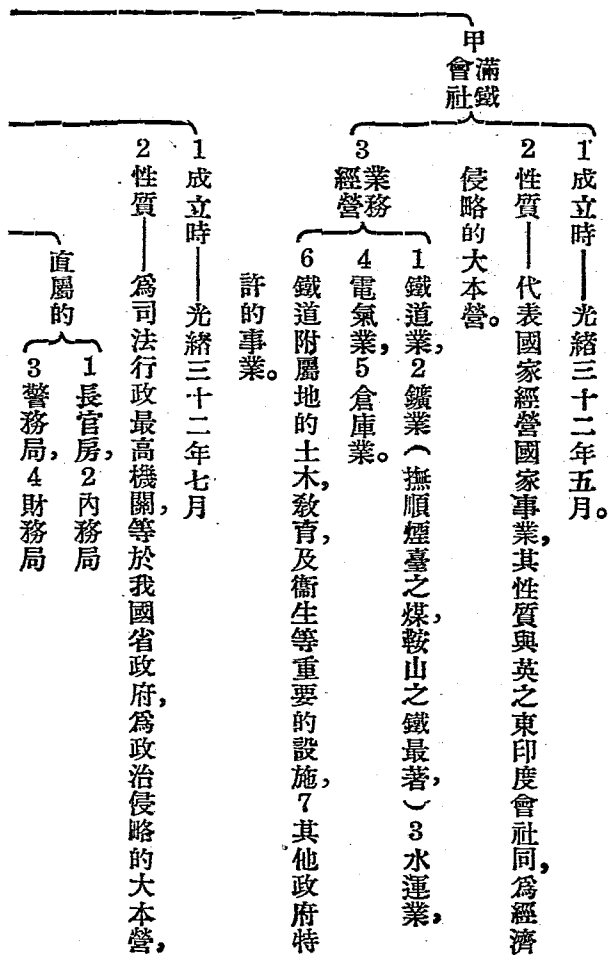 甲
滿鐵
會社
1成立時——光緒三十二年五月。
2性質——代表國家經營國家事業，其性質與英之東印度會社同，爲經濟
侵略的大本營。
3
業務
經營
1鐵道業，2鑛業（撫順煙臺之煤，鞍山之鐵最著，）3水運業，
4電氣業，5倉庫業。
6鐵道附屬地的土木，敎育，及衞生等重要的設施，7其他政府特
許的事業。
1成立時——光緒三十二年七月
2性質——爲司法行政最高機關，等於我國省政府，爲政治侵略的大本營，
直屬的
1長官房，2內務局
3警務局，4財務局